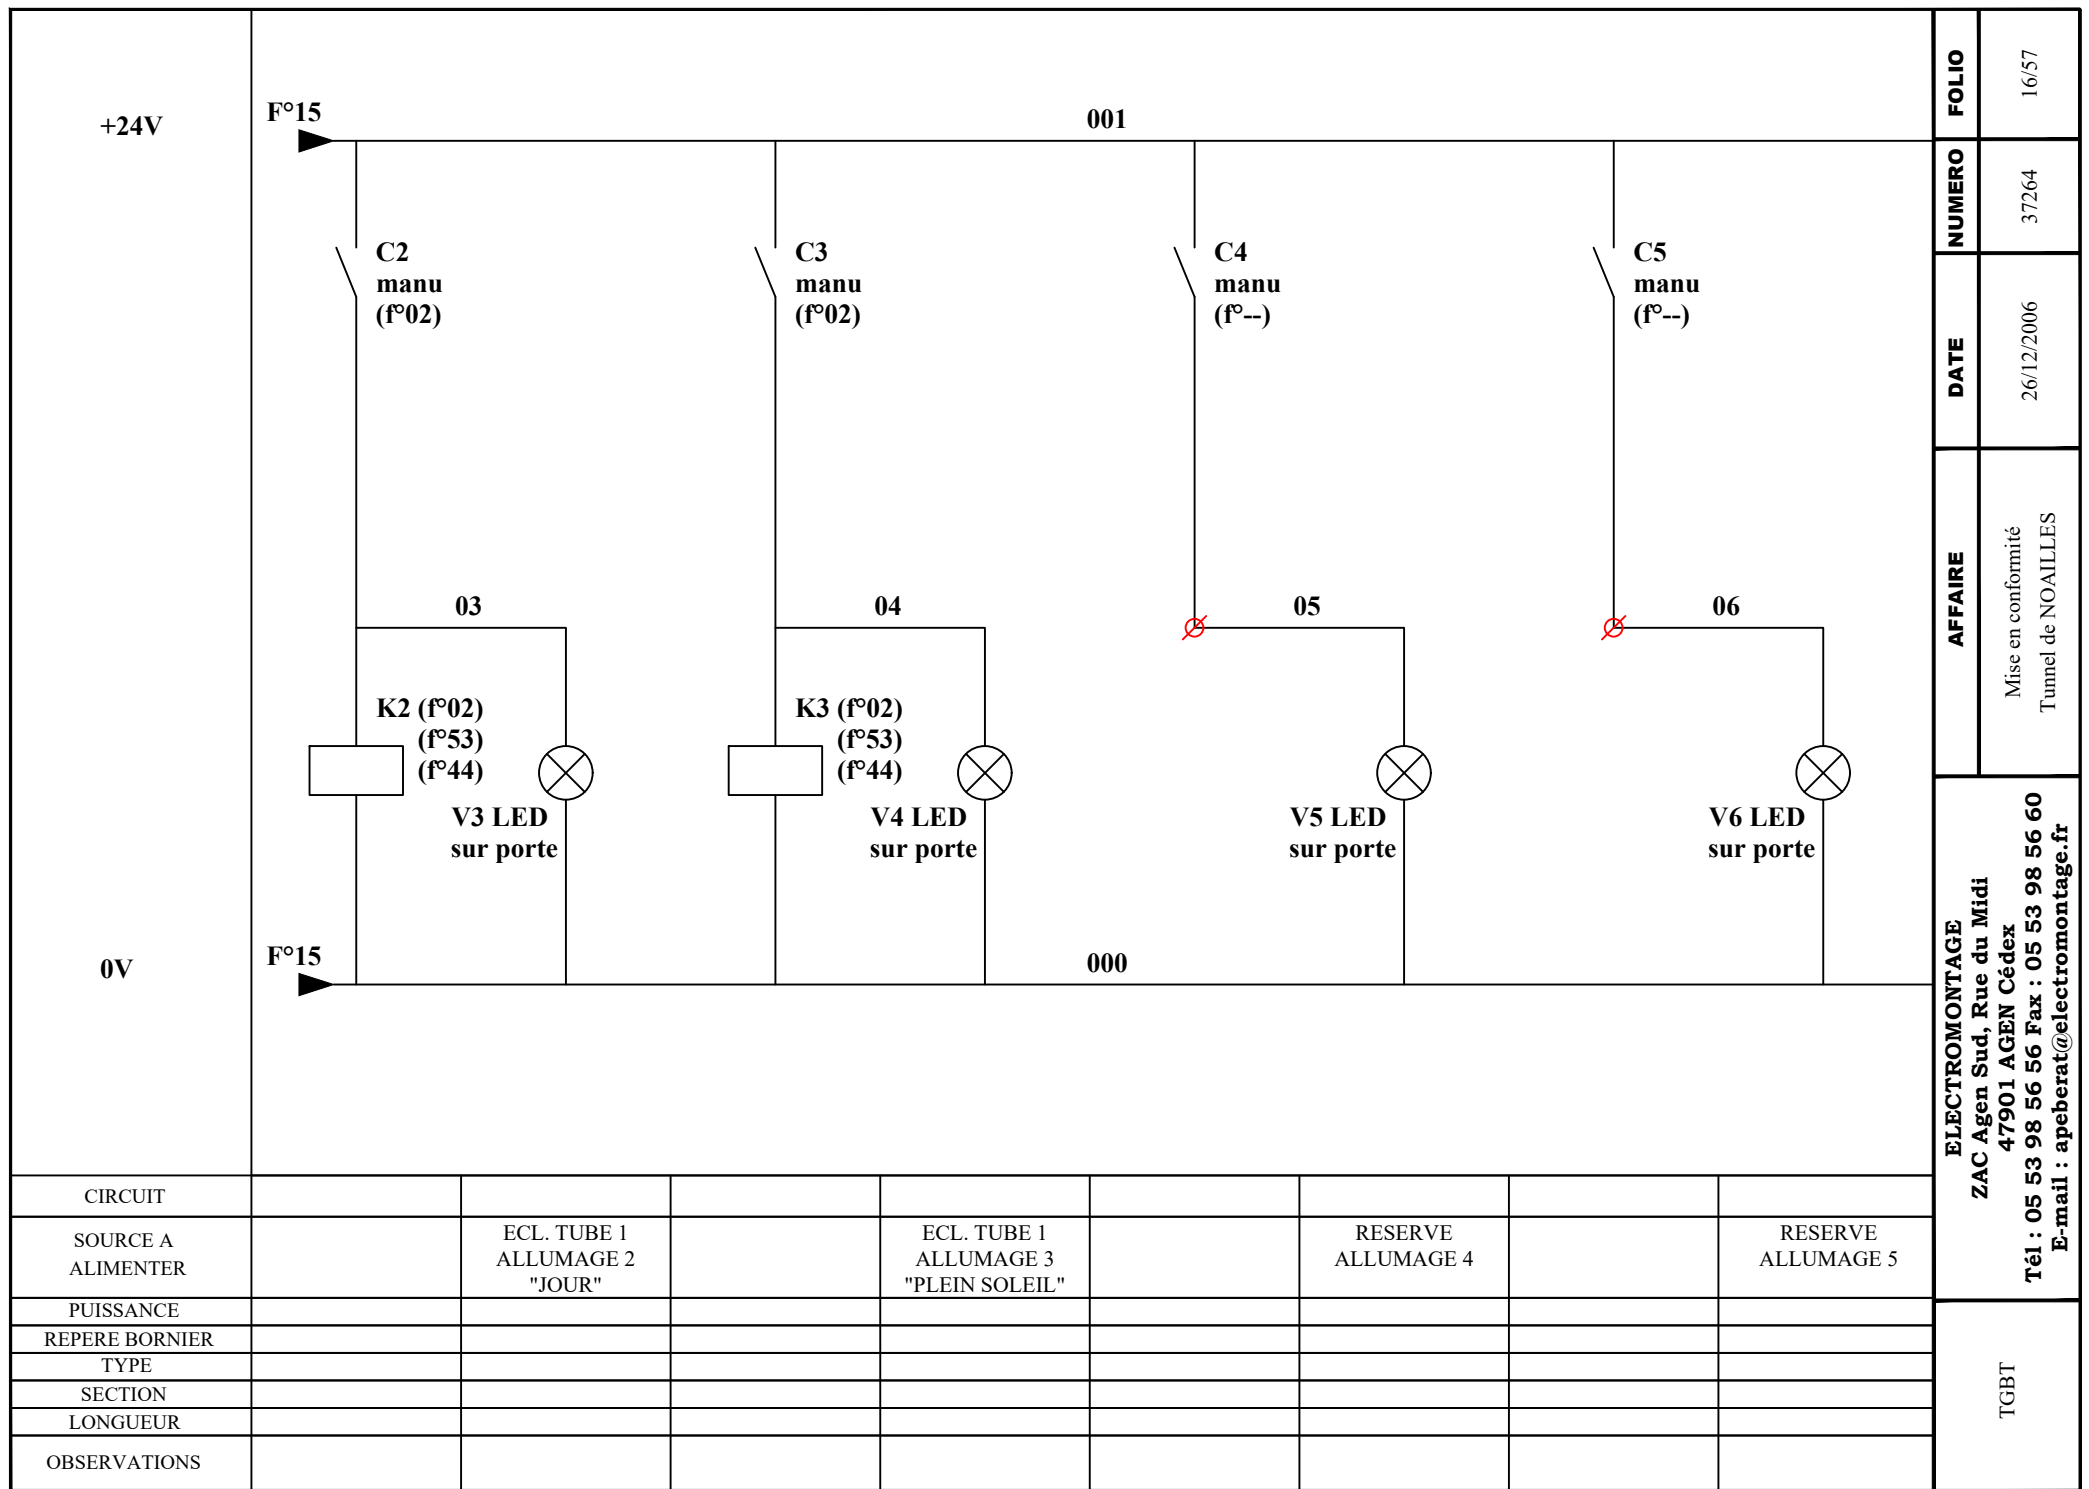 +24V
F°15
001
C2
manu
(f°02)
C3
manu
(f°02)
C4
manu
(f°--)
C5
manu
(f°--)
03
04
05
06
K2 (f°02)
(f°53)
(f°44)
K3 (f°02)
(f°53)
(f°44)
V3 LED
sur porte
V4 LED
sur porte
V5 LED
sur porte
V6 LED
sur porte
0V
F°15
000
CIRCUIT
SOURCE A
ALIMENTER
ECL. TUBE 1
ALLUMAGE 2
"JOUR"
ECL. TUBE 1
ALLUMAGE 3
"PLEIN SOLEIL"
RESERVE
ALLUMAGE 4
RESERVE
ALLUMAGE 5
PUISSANCE
REPERE BORNIER
TYPE
SECTION
LONGUEUR
OBSERVATIONS
FOLIO
16/57
NUMERO
37264
DATE
26/12/2006
AFFAIRE
Mise en conformité
Tunnel de NOAILLES
ELECTROMONTAGE
ZAC Agen Sud, Rue du Midi
47901 AGEN Cédex
Tél : 05 53 98 56 56 Fax : 05 53 98 56 60
E-mail : apeberat@electromontage.fr
TGBT